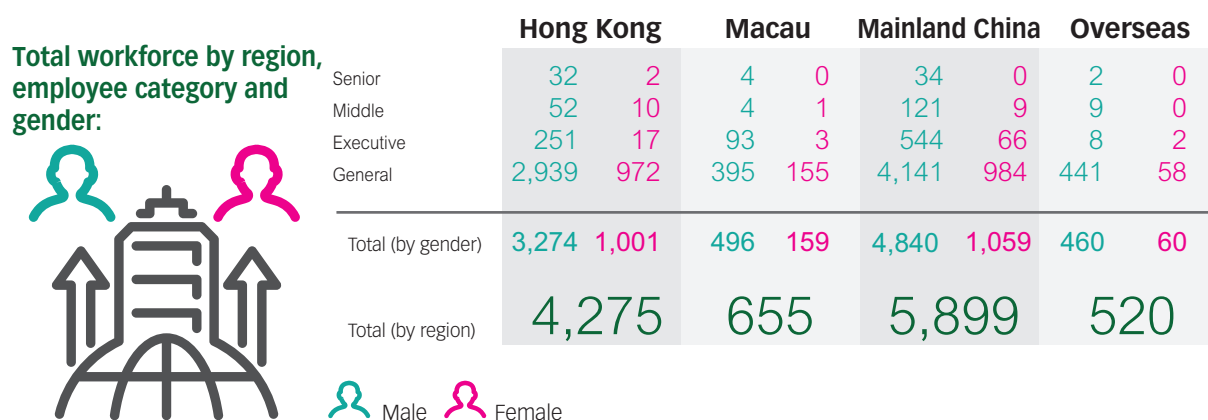 Total workforce by region,
employee category and
gender:
Hong Kong Macau Mainland China Overseas
Senior 32 2 4 0 34 0 2 0
Middle 52 10 4 1 121 9 9 0
Executive 251 17 93 3 544 66 8 2
General 2,939 972 395 155 4,141 984 441 58
Total (by gender) 3,274 1,001 496 159 4,840 1,059 460 60
Total (by region) 4,275 655 5,899 520
Male Female